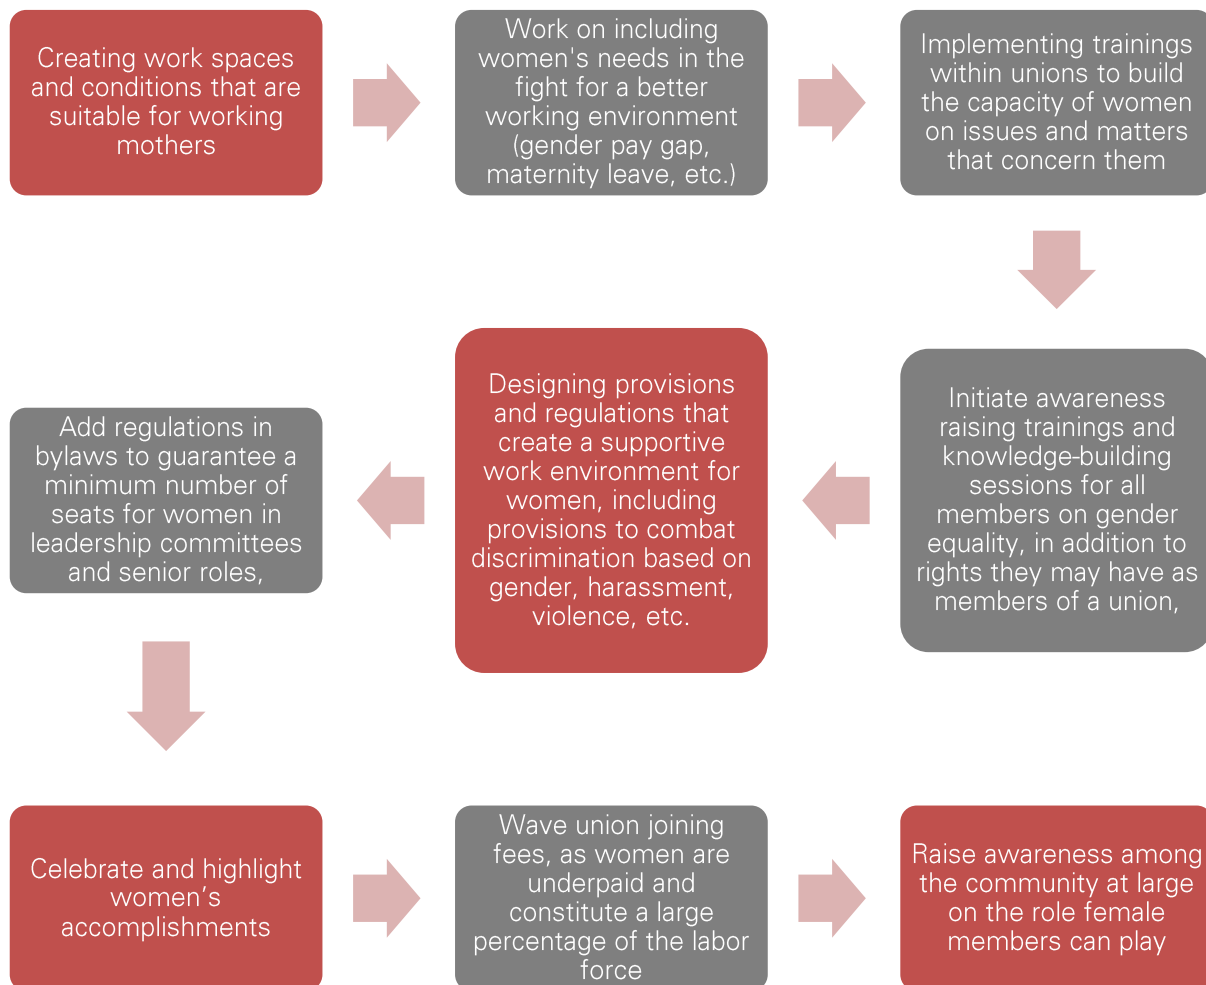 Creating work spaces
and conditions that are
suitable for working
mothers
Work on including
women's needs in the
fight for a better
working environment
(gender pay gap,
maternity leave, etc.)
Implementing trainings
within unions to build
the capacity of women
on issues and matters
that concern them
Initiate awareness
raising trainings and
knowledge-building
sessions for all
members on gender
equality, in addition to
rights they may have as
members of a union,
Designing provisions
and regulations that
create a supportive
work environment for
women, including
provisions to combat
discrimination based on
gender, harassment,
violence, etc.
Add regulations in
bylaws to guarantee a
minimum number of
seats for women in
leadership committees
and senior roles,
Celebrate and highlight
women’s
accomplishments
Wave union joining
fees, as women are
underpaid and
constitute a large
percentage of the labor
force
Raise awareness among
the community at large
on the role female
members can play